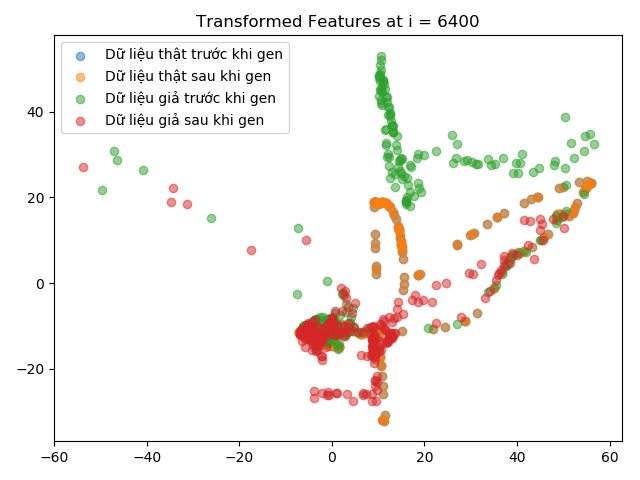 Transformed Features at i = 6400
Dữ liệu thật trước khi gen
Dữ liệu thật sau khi gen
Dữ liệu giả trước khi gen
Dữ liệu giả sau khi gen
40
20
0
−20
−60 −40 −20 0 20 40 60